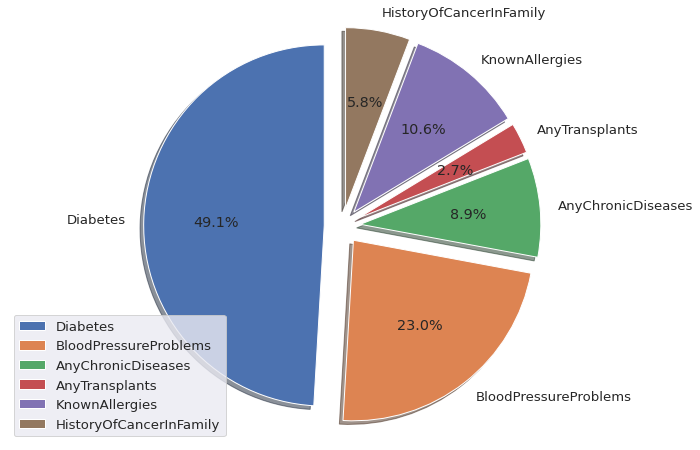 HistoryOfCancerInFamily
KnownAllergies
5.8%
10.6%
AnyTransplants
2.7%
AnyChronicDiseases
8.9%
Diabetes
49.1%
23.0%
BloodPressureProblems
Diabetes
BloodPressureProblems
AnyChronicDiseases
AnyTransplants
KnownAllergies
HistoryOfCancerInFamily